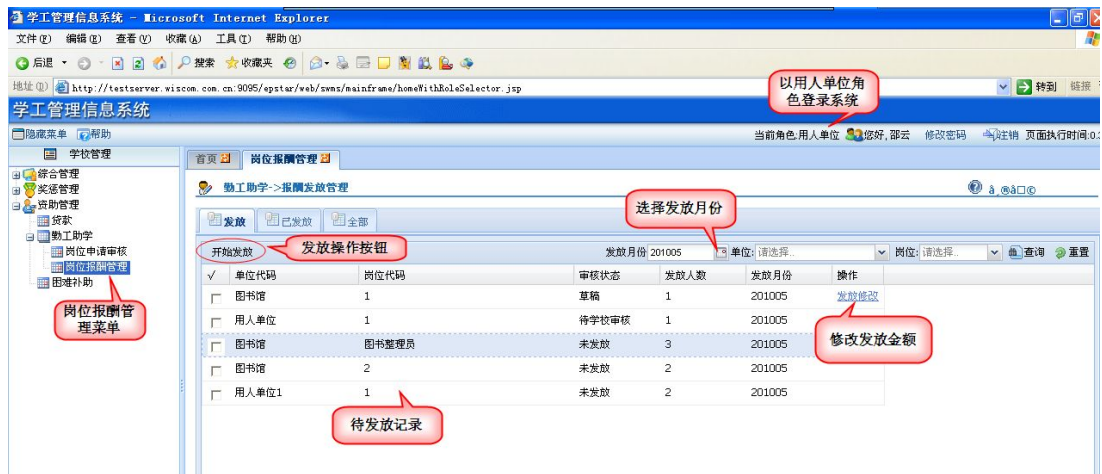 学工管理信息系统 - Microsoft Internet Explorer
文件(F) 编辑(E) 查看(V) 收藏(A) 工具(T) 帮助(H)
后退 搜索 收藏夹
地址(D) http://testserver.wiscom.com.cn:9095/epstar/web/swms/mainframe/homeWithRoleSelector.jsp 转到 链接
以用人单位角
色登录系统
学工管理信息系统
隐藏菜单 帮助 当前角色:用人单位 您好,邵云 修改密码 注销 页面执行时间:0.
学校管理
首页 岗位报酬管理
综合管理
奖惩管理
资助管理
贷款
勤工助学
岗位申请审核
岗位报酬管理
困难补助
岗位报酬管
理菜单
勤工助学->报酬发放管理 â¸®å□©
发放 已发放 全部
选择发放月份
开始发放 发放操作按钮 发放月份 201005 单位: 请选择.. 岗位: 请选择.. 查询 重置
√ 单位代码 岗位代码 审核状态 发放人数 发放月份 操作
图书馆 1 草稿 1 201005 发放修改
用人单位 1 待学校审核 1 201005
图书馆 图书整理员 未发放 3 201005
图书馆 2 未发放 2 201005
用人单位1 1 未发放 2 201005
修改发放金额
待发放记录